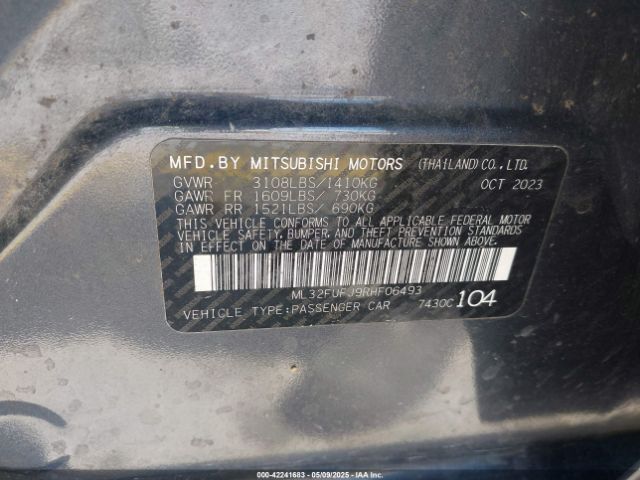 MFD.BY MITSUBISHI MOTORS (THAILAND) CO., LTD.
GVWR 3108LBS/1410KG OCT 2023
GAWR FR 1609LBS/ 730KG
GAWR RR 1521LBS/ 690KG
THIS VEHICLE CONFORMS TO ALL APPLICABLE FEDERAL MOTOR
VEHICLE SAFETY, BUMPER, AND THEFT PREVENTION STANDARDS
IN EFFECT ON THE DATE OF MANUFACTURE SHOWN ABOVE.
ML32FUFJ9RHF06493
VEHICLE TYPE:PASSENGER CAR 7430C 104
000-42241683 - 05/09/2025 - IAA Inc.